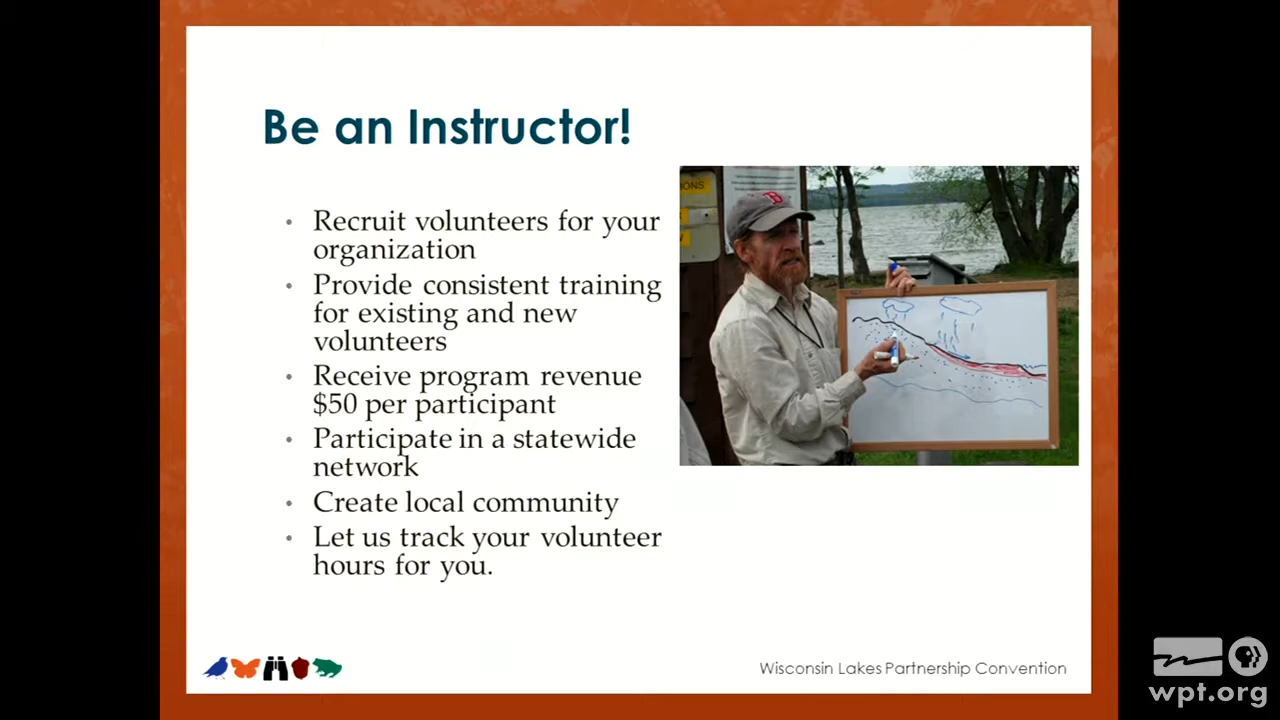 Be an Instructor!
• Recruit volunteers for your
organization
• Provide consistent training
for existing and new
volunteers
• Receive program revenue
$50 per participant
• Participate in a statewide
network
• Create local community
• Let us track your volunteer
hours for you.
B
Wisconsin Lakes Partnership Convention
wpt.org